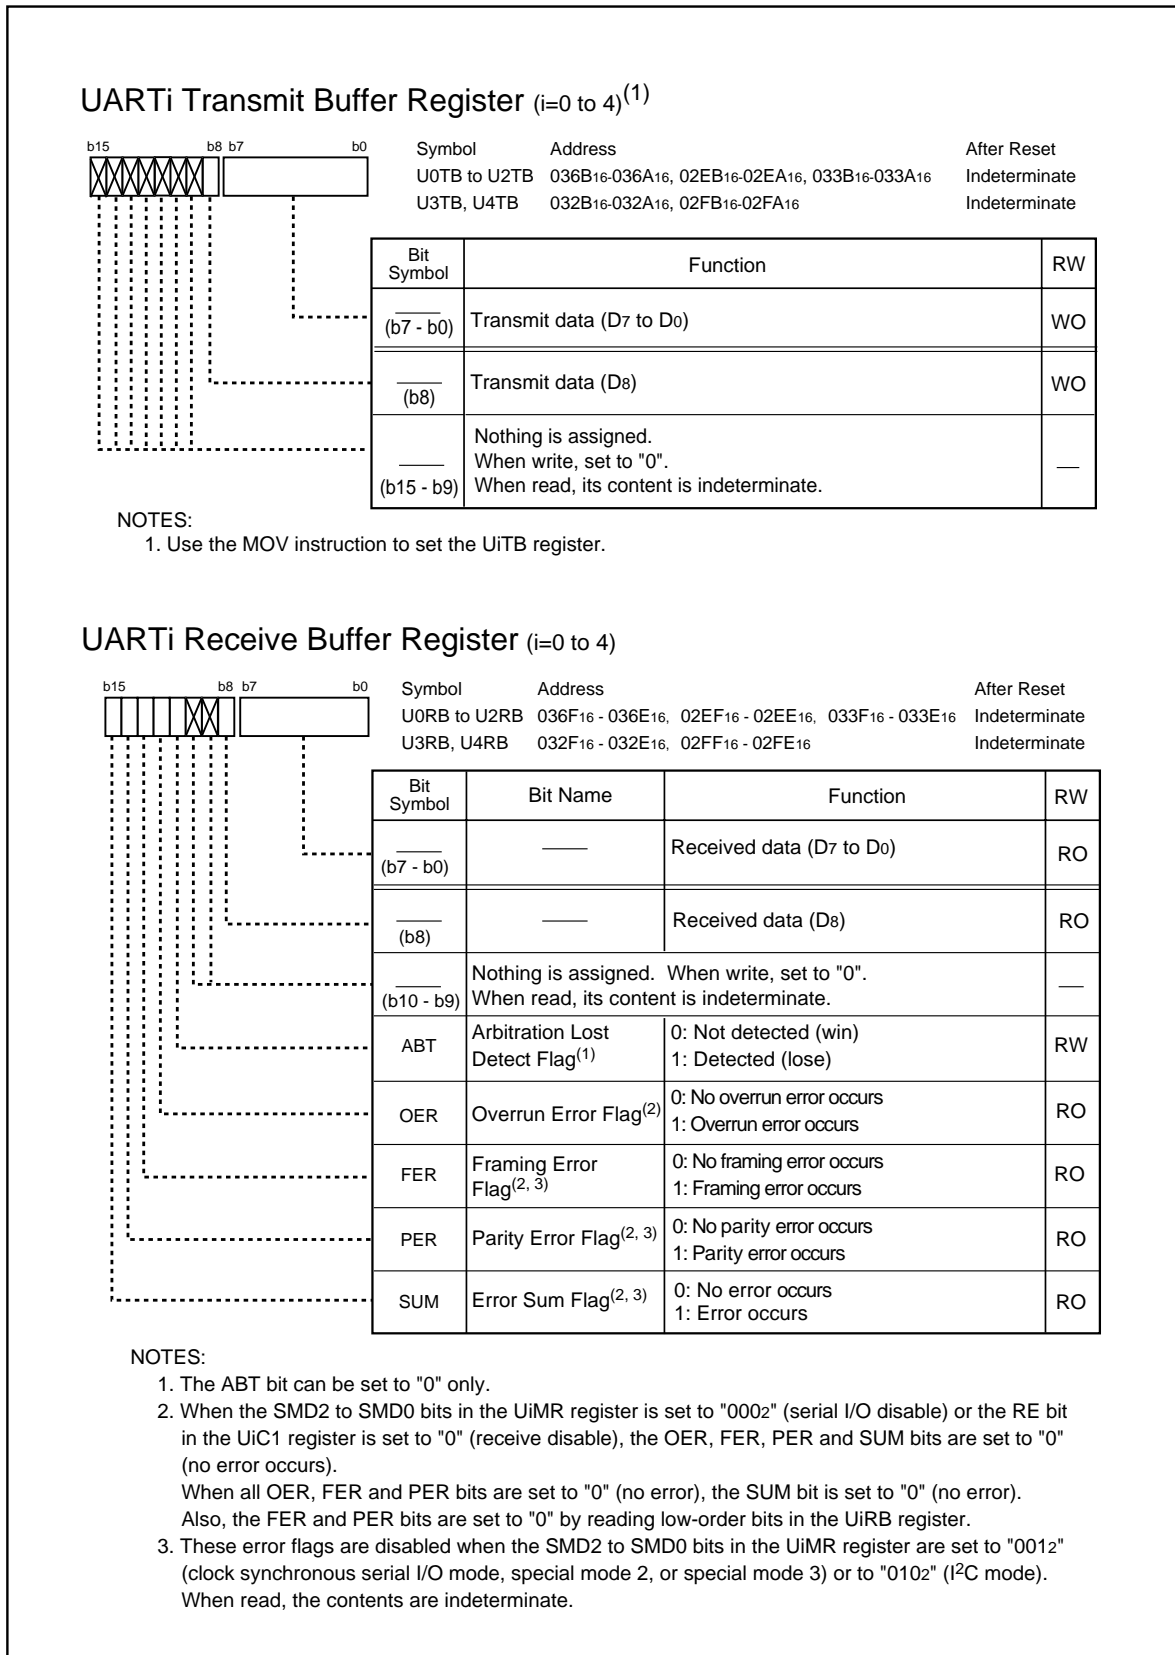 UARTi Transmit Buffer Register (i=0 to 4)(1)
b15 b8 b7 b0
Symbol Address After Reset
U0TB to U2TB 036B16-036A16, 02EB16-02EA16, 033B16-033A16 Indeterminate
U3TB, U4TB 032B16-032A16, 02FB16-02FA16 Indeterminate
Bit Symbol Function RW
(b7 - b0) Transmit data (D7 to D0) WO
(b8) Transmit data (D8) WO
Nothing is assigned.
When write, set to "0".
(b15 - b9) When read, its content is indeterminate.
NOTES:
1. Use the MOV instruction to set the UiTB register.
UARTi Receive Buffer Register (i=0 to 4)
b15 b8 b7 b0
Symbol Address After Reset
U0RB to U2RB 036F16 - 036E16, 02EF16 - 02EE16, 033F16 - 033E16 Indeterminate
U3RB, U4RB 032F16 - 032E16, 02FF16 - 02FE16 Indeterminate
Bit Symbol Bit Name Function RW
(b7 - b0) Received data (D7 to D0) RO
(b8) Received data (D8) RO
Nothing is assigned. When write, set to "0".
(b10 - b9) When read, its content is indeterminate.
ABT Arbitration Lost Detect Flag(1) 0: Not detected (win)
1: Detected (lose) RW
OER Overrun Error Flag(2) 0: No overrun error occurs
1: Overrun error occurs RO
FER Framing Error Flag(2, 3) 0: No framing error occurs
1: Framing error occurs RO
PER Parity Error Flag(2, 3) 0: No parity error occurs
1: Parity error occurs RO
SUM Error Sum Flag(2, 3) 0: No error occurs
1: Error occurs RO
NOTES:
1. The ABT bit can be set to "0" only.
2. When the SMD2 to SMD0 bits in the UiMR register is set to "0002" (serial I/O disable) or the RE bit
in the UiC1 register is set to "0" (receive disable), the OER, FER, PER and SUM bits are set to "0"
(no error occurs).
When all OER, FER and PER bits are set to "0" (no error), the SUM bit is set to "0" (no error).
Also, the FER and PER bits are set to "0" by reading low-order bits in the UiRB register.
3. These error flags are disabled when the SMD2 to SMD0 bits in the UiMR register are set to "0012"
(clock synchronous serial I/O mode, special mode 2, or special mode 3) or to "0102" (I2C mode).
When read, the contents are indeterminate.